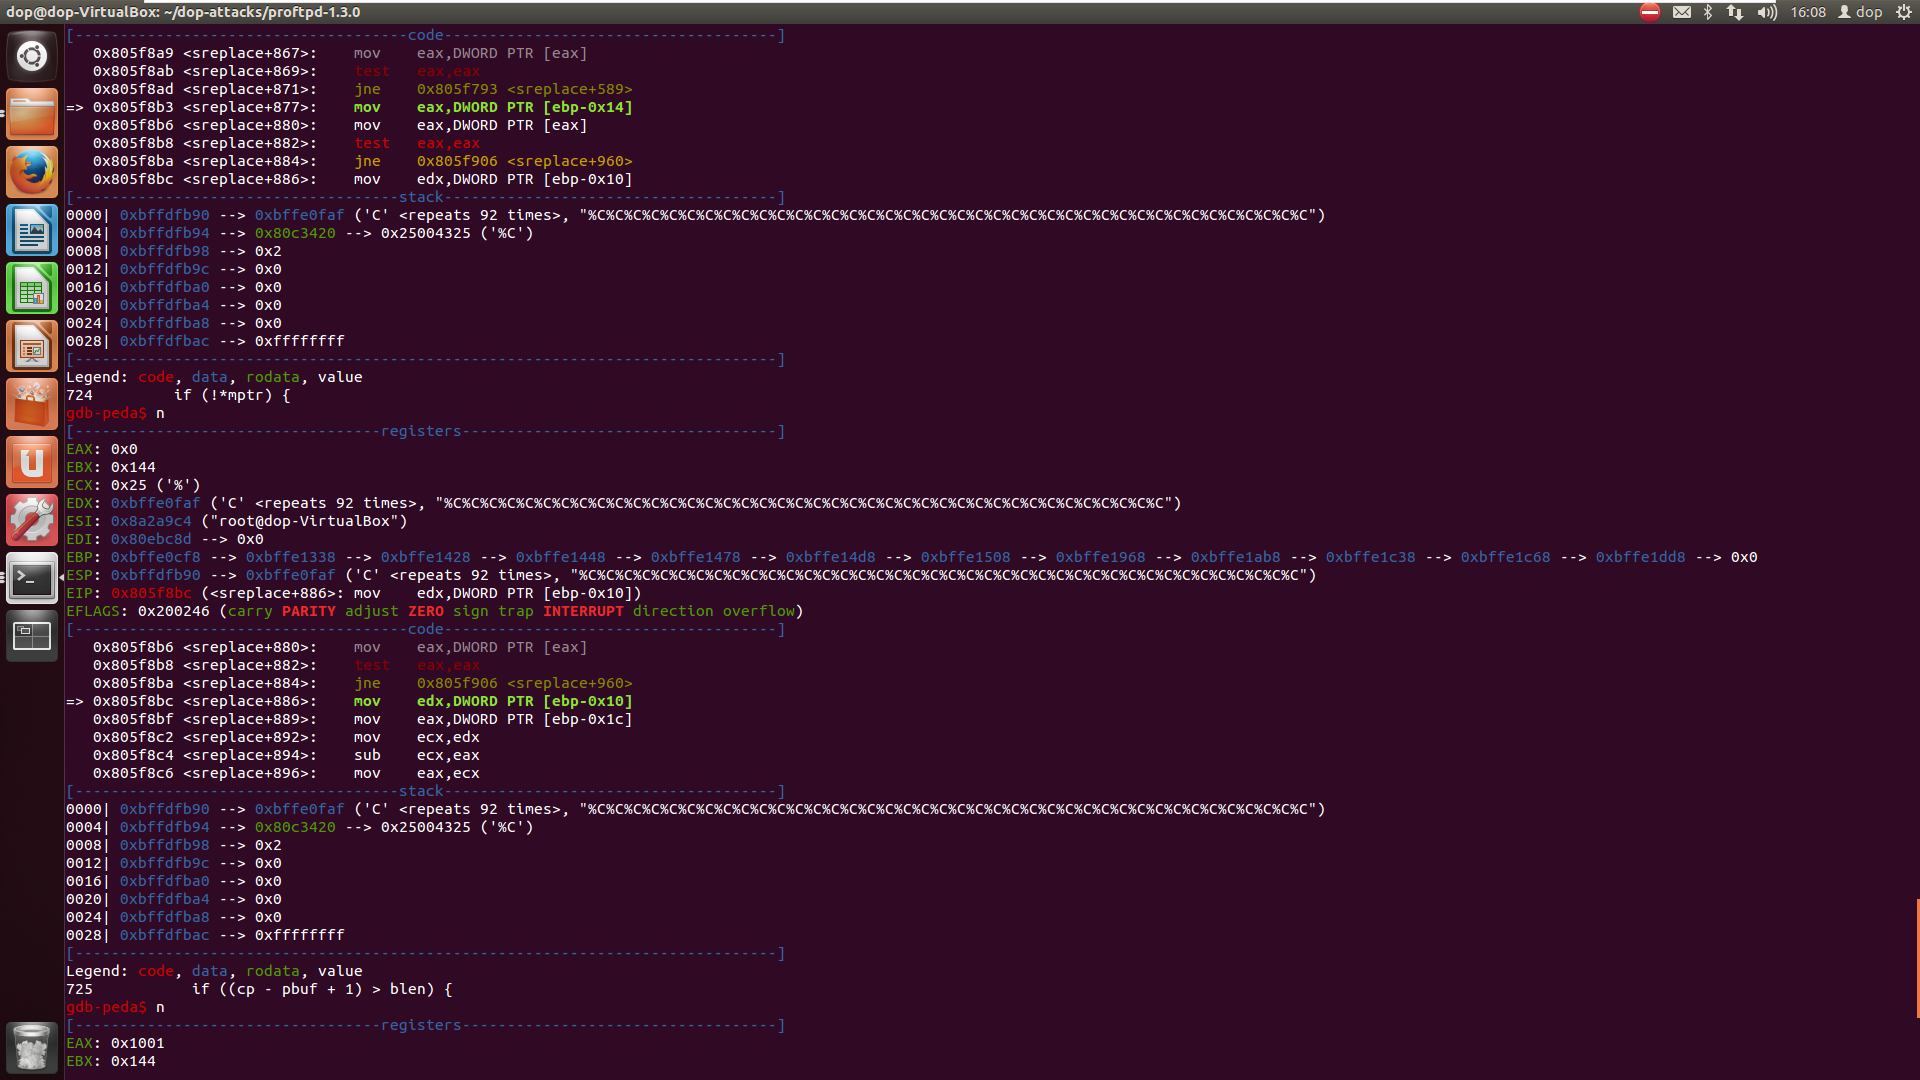 dop@dop-VirtualBox: ~/dop-attacks/proftpd-1.3.0 16:08 dop
[-------------------------------------code-------------------------------------]
   0x805f8a9 <sreplace+867>:    mov    eax,DWORD PTR [eax]
   0x805f8ab <sreplace+869>:    test   eax,eax
   0x805f8ad <sreplace+871>:    jne    0x805f793 <sreplace+589>
=> 0x805f8b3 <sreplace+877>:    mov    eax,DWORD PTR [ebp-0x14]
   0x805f8b6 <sreplace+880>:    mov    eax,DWORD PTR [eax]
   0x805f8b8 <sreplace+882>:    test   eax,eax
   0x805f8ba <sreplace+884>:    jne    0x805f906 <sreplace+960>
   0x805f8bc <sreplace+886>:    mov    edx,DWORD PTR [ebp-0x10]
[------------------------------------stack-------------------------------------]
0000| 0xbffdfb90 --> 0xbffe0faf ('C' <repeats 92 times>, "%C%C%C%C%C%C%C%C%C%C%C%C%C%C%C%C%C%C%C%C%C%C%C%C%C%C%C%C%C%C%C%C%C%C%C%C%C%C%C%C")
0004| 0xbffdfb94 --> 0x80c3420 --> 0x25004325 ('%C')
0008| 0xbffdfb98 --> 0x2
0012| 0xbffdfb9c --> 0x0
0016| 0xbffdfba0 --> 0x0
0020| 0xbffdfba4 --> 0x0
0024| 0xbffdfba8 --> 0x0
0028| 0xbffdfbac --> 0xffffffff
[------------------------------------------------------------------------------]
Legend: code, data, rodata, value
724         if (!*mptr) {
gdb-peda$ n
[----------------------------------registers-----------------------------------]
EAX: 0x0
EBX: 0x144
ECX: 0x25 ('%')
EDX: 0xbffe0faf ('C' <repeats 92 times>, "%C%C%C%C%C%C%C%C%C%C%C%C%C%C%C%C%C%C%C%C%C%C%C%C%C%C%C%C%C%C%C%C%C%C%C%C%C%C%C%C")
ESI: 0x8a2a9c4 ("root@dop-VirtualBox")
EDI: 0x80ebc8d --> 0x0
EBP: 0xbffe0cf8 --> 0xbffe1338 --> 0xbffe1428 --> 0xbffe1448 --> 0xbffe1478 --> 0xbffe14d8 --> 0xbffe1508 --> 0xbffe1968 --> 0xbffe1ab8 --> 0xbffe1c38 --> 0xbffe1c68 --> 0xbffe1dd8 --> 0x0
ESP: 0xbffdfb90 --> 0xbffe0faf ('C' <repeats 92 times>, "%C%C%C%C%C%C%C%C%C%C%C%C%C%C%C%C%C%C%C%C%C%C%C%C%C%C%C%C%C%C%C%C%C%C%C%C%C%C%C%C")
EIP: 0x805f8bc (<sreplace+886>: mov    edx,DWORD PTR [ebp-0x10])
EFLAGS: 0x200246 (carry PARITY adjust ZERO sign trap INTERRUPT direction overflow)
[-------------------------------------code-------------------------------------]
   0x805f8b6 <sreplace+880>:    mov    eax,DWORD PTR [eax]
   0x805f8b8 <sreplace+882>:    test   eax,eax
   0x805f8ba <sreplace+884>:    jne    0x805f906 <sreplace+960>
=> 0x805f8bc <sreplace+886>:    mov    edx,DWORD PTR [ebp-0x10]
   0x805f8bf <sreplace+889>:    mov    eax,DWORD PTR [ebp-0x1c]
   0x805f8c2 <sreplace+892>:    mov    ecx,edx
   0x805f8c4 <sreplace+894>:    sub    ecx,eax
   0x805f8c6 <sreplace+896>:    mov    eax,ecx
[------------------------------------stack-------------------------------------]
0000| 0xbffdfb90 --> 0xbffe0faf ('C' <repeats 92 times>, "%C%C%C%C%C%C%C%C%C%C%C%C%C%C%C%C%C%C%C%C%C%C%C%C%C%C%C%C%C%C%C%C%C%C%C%C%C%C%C%C")
0004| 0xbffdfb94 --> 0x80c3420 --> 0x25004325 ('%C')
0008| 0xbffdfb98 --> 0x2
0012| 0xbffdfb9c --> 0x0
0016| 0xbffdfba0 --> 0x0
0020| 0xbffdfba4 --> 0x0
0024| 0xbffdfba8 --> 0x0
0028| 0xbffdfbac --> 0xffffffff
[------------------------------------------------------------------------------]
Legend: code, data, rodata, value
725           if ((cp - pbuf + 1) > blen) {
gdb-peda$ n
[----------------------------------registers-----------------------------------]
EAX: 0x1001
EBX: 0x144